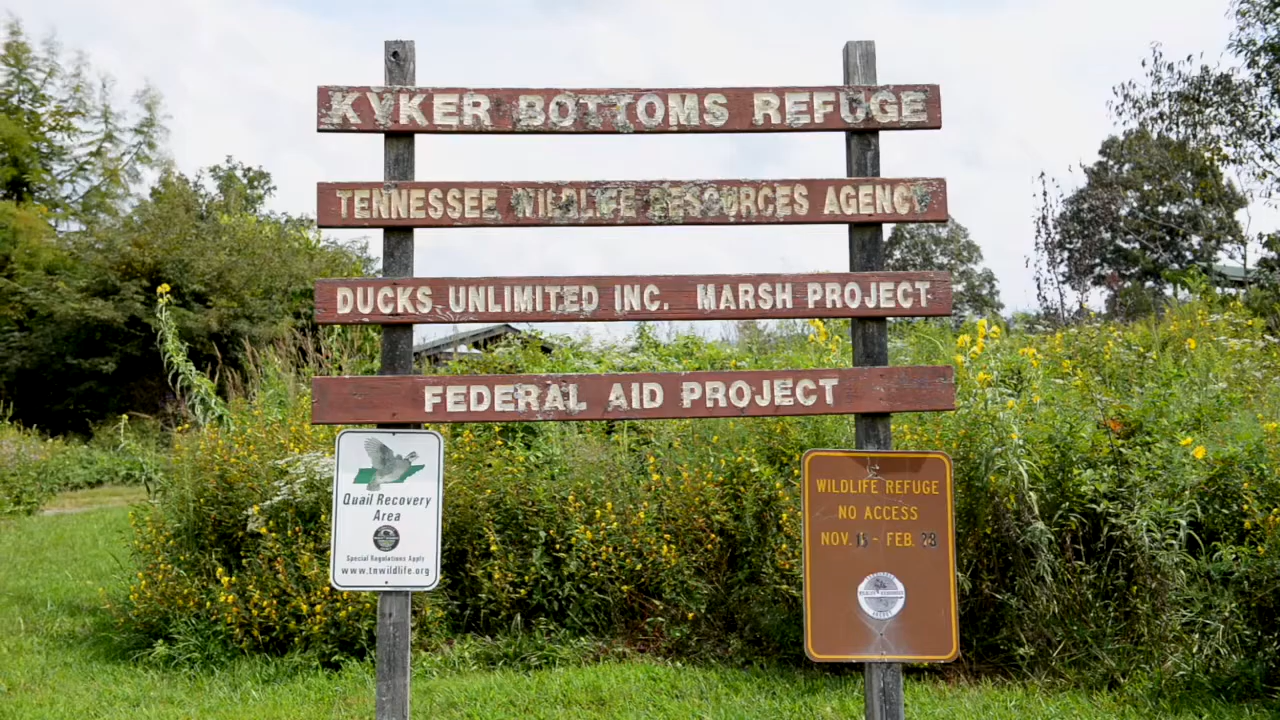 KYKER BOTTOMS REFUGE
TENNESSEE WILDLIFE RESOURCES AGENCY
DUCKS UNLIMITED INC. MARSH PROJECT
FEDERAL AID PROJECT
Quail Recovery
Area
Special Regulations Apply
www.tnwildlife.org
WILDLIFE REFUGE
NO ACCESS
NOV. 15 - FEB. 28